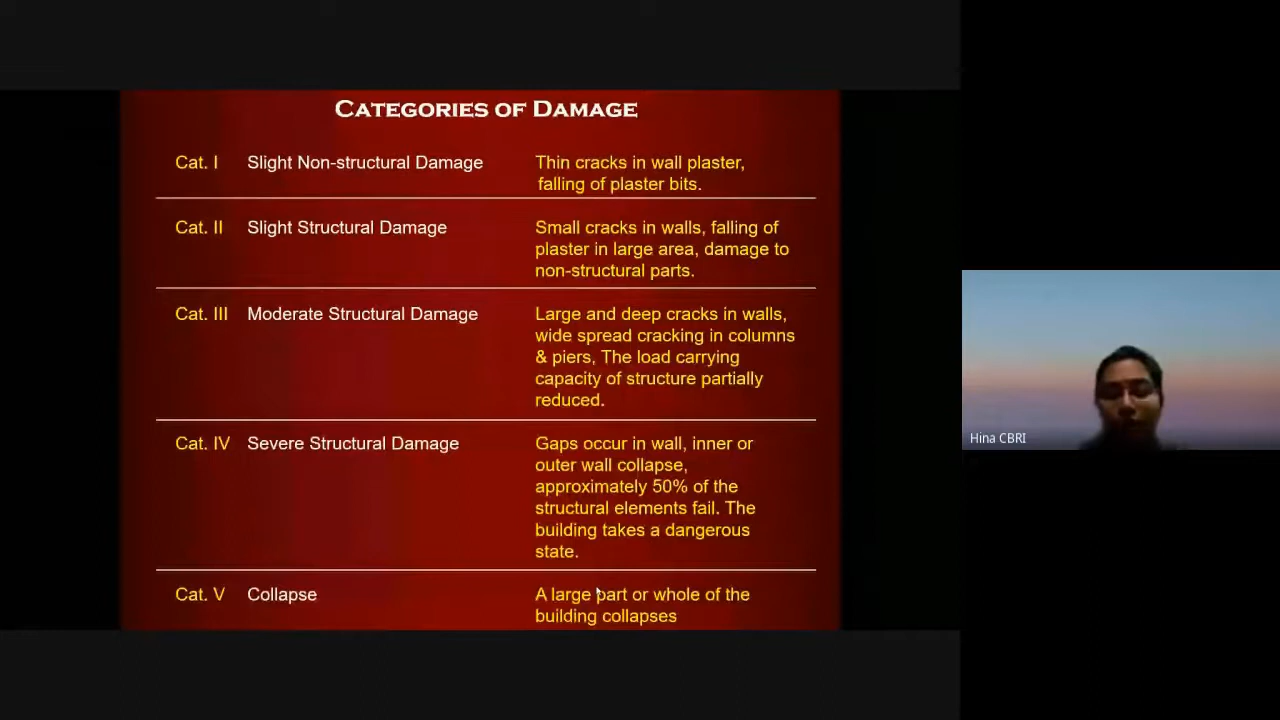 CATEGORIES OF DAMAGE
Cat. I Slight Non-structural Damage Thin cracks in wall plaster,
falling of plaster bits.
Cat. II Slight Structural Damage Small cracks in walls, falling of
plaster in large area, damage to
non-structural parts.
Cat. III Moderate Structural Damage Large and deep cracks in walls,
wide spread cracking in columns
& piers, The load carrying
capacity of structure partially
reduced.
Cat. IV Severe Structural Damage Gaps occur in wall, inner or
outer wall collapse,
approximately 50% of the
structural elements fail. The
building takes a dangerous
state.
Cat. V Collapse A large part or whole of the
building collapses
Hina CBRI